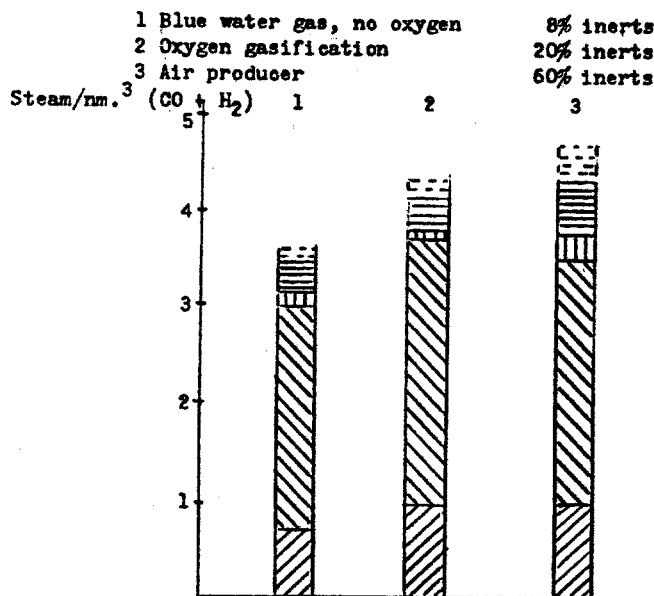 1 Blue water gas, no oxygen 8% inerts
2 Oxygen gasification 20% inerts
3 Air producer 60% inerts
Steam/nm.³ (CO + H₂) 1 2 3
5
4
3
2
1